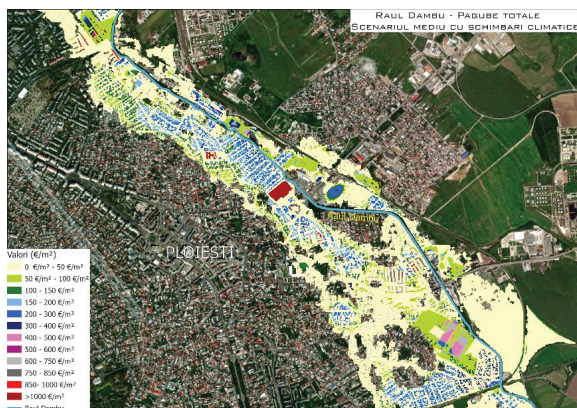 RAUL DAMBU - PAGUBE TOTALE
SCENARIUL MEDIU CU SCHIMBARI CLIMATICE
Raul Dambu
PLOIESTI
Valori (€/m²)
0 €/m² - 50 €/m²
50 €/m² - 100 €/m²
100 - 150 €/m²
150 - 200 €/m²
200 - 300 €/m²
300 - 400 €/m²
400 - 500 €/m²
500 - 600 €/m²
600 - 750 €/m²
750 - 850 €/m²
850- 1000 €/m²
>1000 €/m²
Raul Dambu